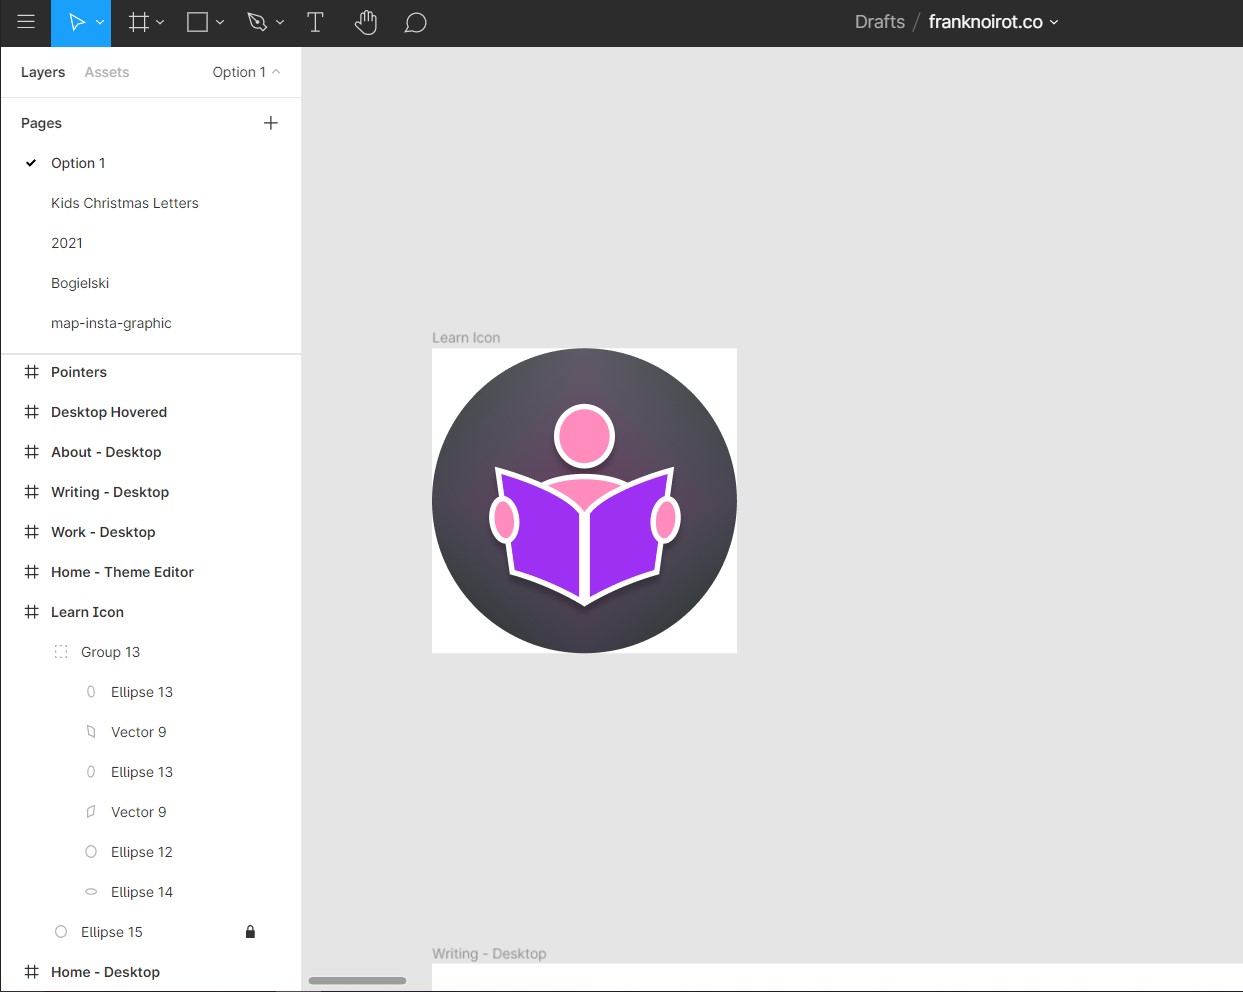 Drafts / franknoirot.co
Layers Assets Option 1
Pages
Option 1
Kids Christmas Letters
2021
Bogielski
map-insta-graphic
Pointers
Desktop Hovered
About - Desktop
Writing - Desktop
Work - Desktop
Home - Theme Editor
Learn Icon
Group 13
Ellipse 13
Vector 9
Ellipse 13
Vector 9
Ellipse 12
Ellipse 14
Ellipse 15
Home - Desktop
Learn Icon
Writing - Desktop